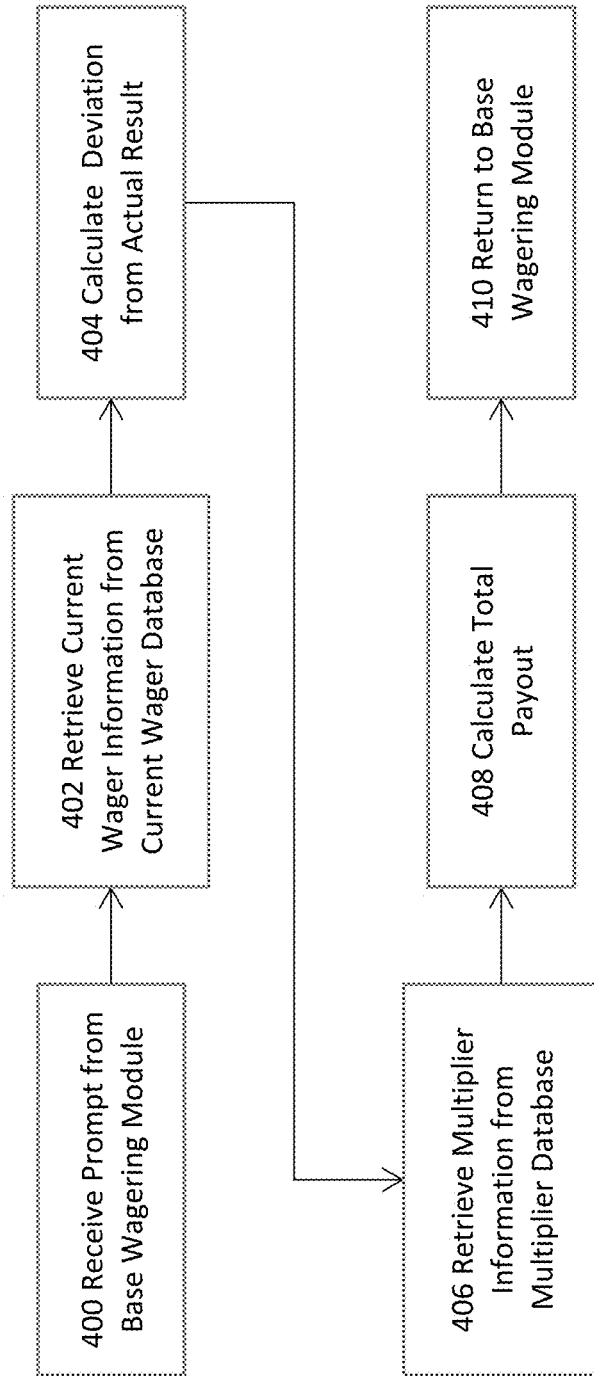 400 Receive Prompt from
Base Wagering Module
402 Retrieve Current
Wager Information from
Current Wager Database
404 Calculate Deviation
from Actual Result
406 Retrieve Multiplier
Information from
Multiplier Database
408 Calculate Total
Payout
410 Return to Base
Wagering Module